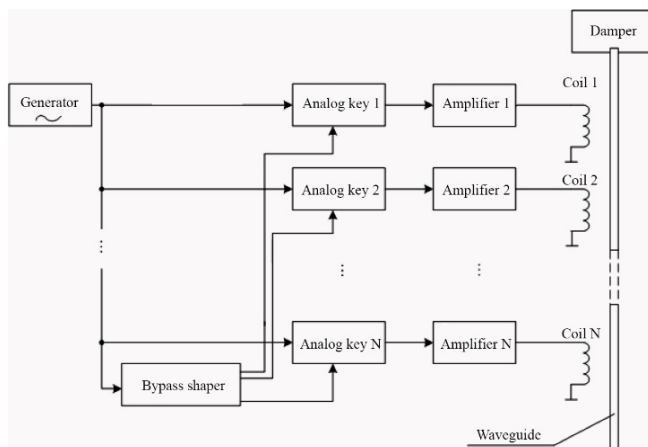 Damper
Generator
Analog key 1
Amplifier 1
Coil 1
Analog key 2
Amplifier 2
Coil 2
...
...
...
Analog key N
Amplifier N
Coil N
Bypass shaper
Waveguide